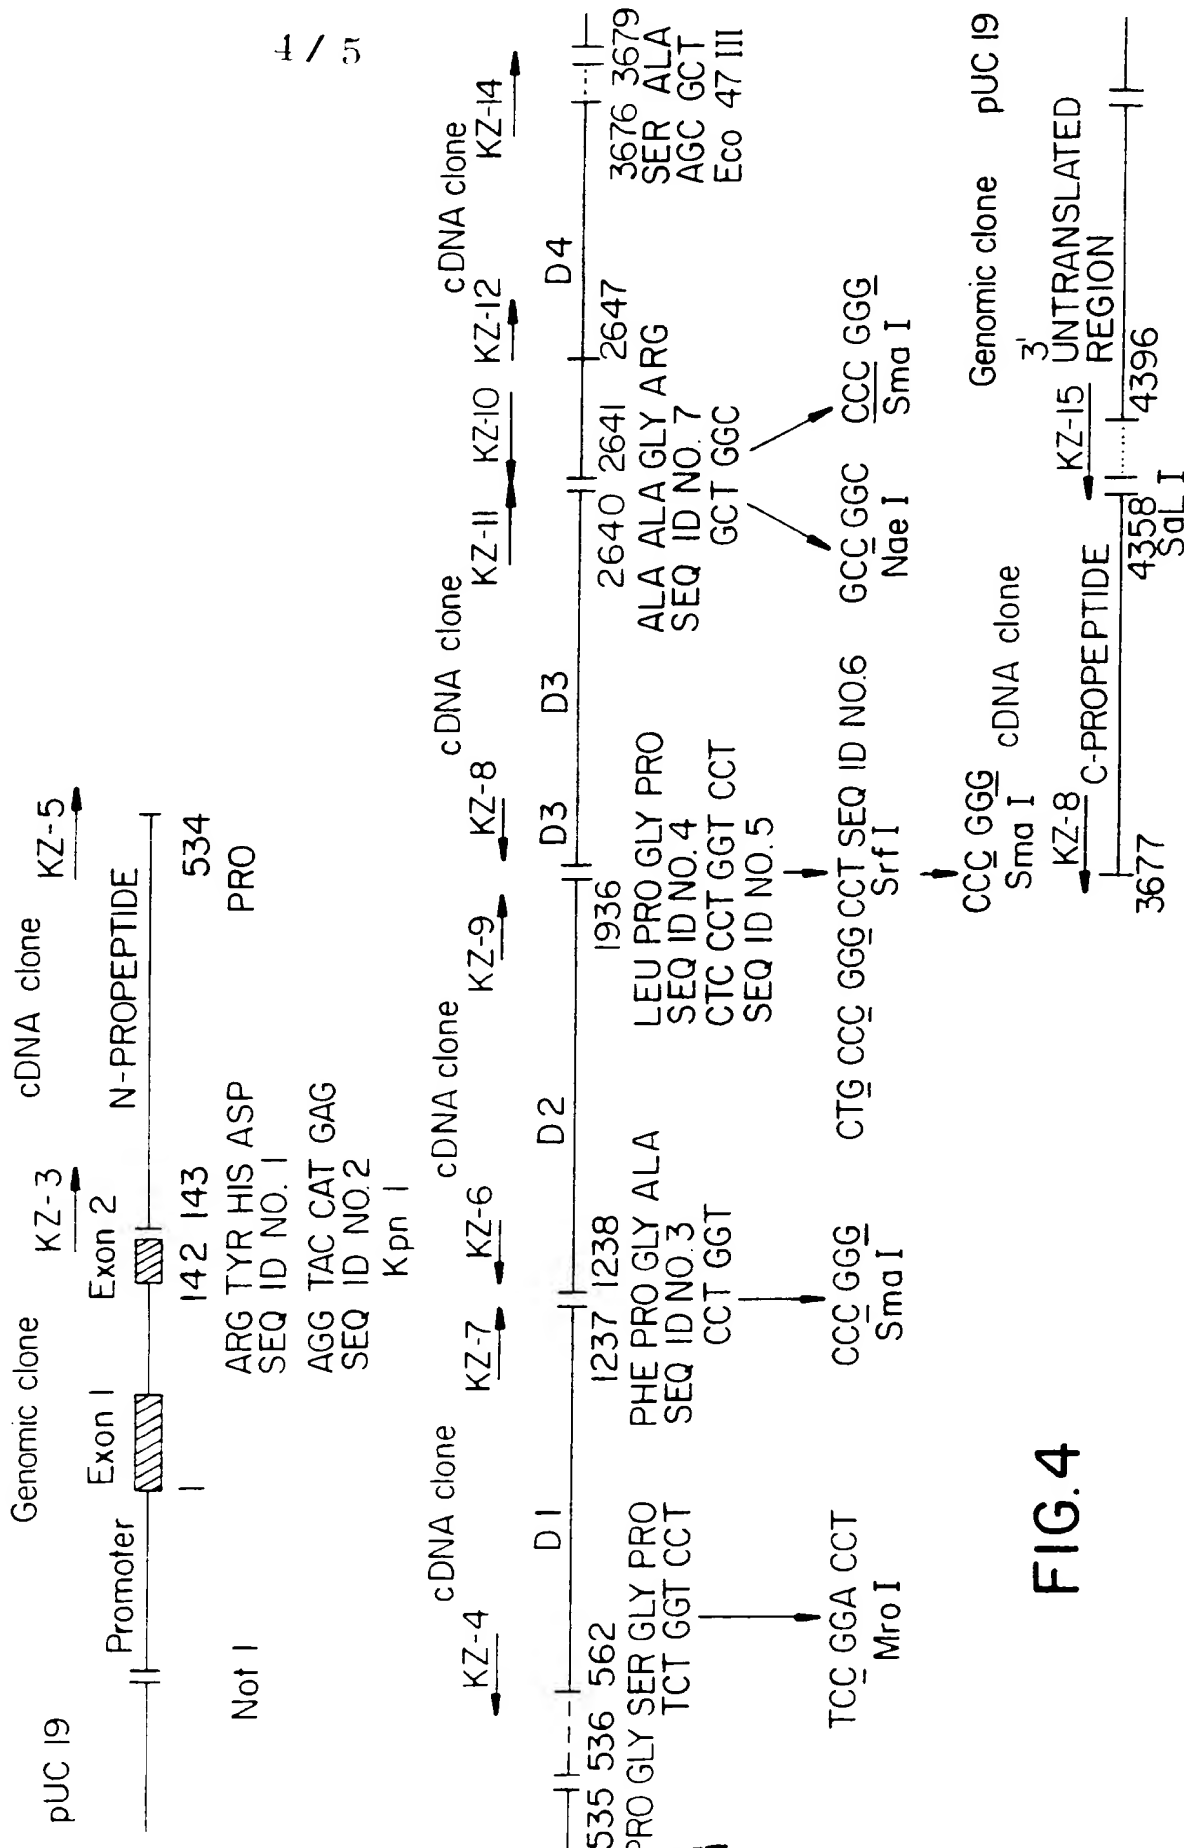 4 / 5
pUC 19
Genomic clone
cDNA clone
Promoter
Exon 1
Exon 2
KZ-3
N-PROPEPTIDE
KZ-5
Not I
1
142 143
534
ARG TYR HIS ASP
SEQ ID NO. 1
PRO
AGG TAC CAT GAG
SEQ ID NO.2
Kpn I
cDNA clone
cDNA clone
cDNA clone
cDNA clone
KZ-4
KZ-7
KZ-6
KZ-9
KZ-8
KZ-11
KZ-10
KZ-12
KZ-14
D1
D2
D3
D3
D4
535 536 562
1237 1238
1936
2640 2641
2647
3676 3679
PRO GLY SER GLY PRO
TCT GGT CCT
PHE PRO GLY ALA
SEQ ID NO.3
CCT GGT
LEU PRO GLY PRO
SEQ ID NO.4
CTC CCT GGT CCT
SEQ ID NO.5
ALA ALA GLY ARG
SEQ ID NO. 7
GCT GGC
SER ALA
AGC GCT
Eco 47 III
TCC GGA CCT
Mro I
CCC GGG
Sma I
CTG CCC GGG CCT SEQ ID NO.6
Srf I
GCC GGC
Nae I
CCC GGG
Sma I
CCC GGG
Sma I
cDNA clone
Genomic clone
pUC 19
KZ-8
C-PROPEPTIDE
KZ-15
3'
UNTRANSLATED
REGION
3677
4358
4396
SaL I
FIG. 4